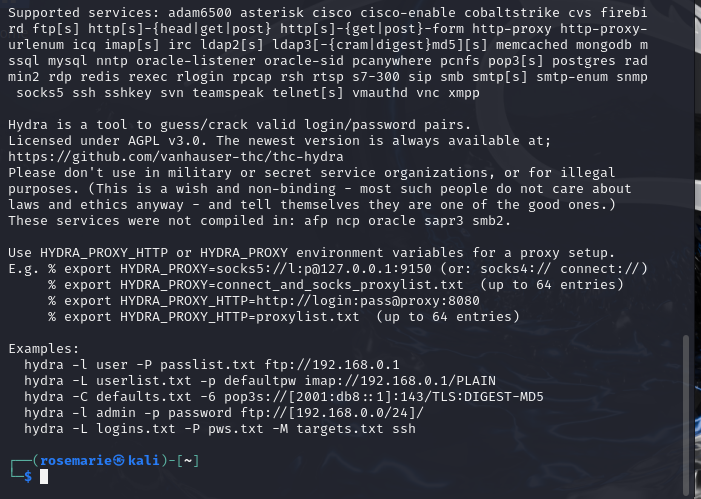 Supported services: adam6500 asterisk cisco cisco-enable cobaltstrike cvs firebi
rd ftp[s] http[s]-{head|get|post} http[s]-{get|post}-form http-proxy http-proxy-
urlenum icq imap[s] irc ldap2[s] ldap3[-{cram|digest}md5][s] memcached mongodb m
ssql mysql nntp oracle-listener oracle-sid pcanywhere pcnfs pop3[s] postgres rad
min2 rdp redis rexec rlogin rpcap rsh rtsp s7-300 sip smb smtp[s] smtp-enum snmp
 socks5 ssh sshkey svn teamspeak telnet[s] vmauthd vnc xmpp

Hydra is a tool to guess/crack valid login/password pairs.
Licensed under AGPL v3.0. The newest version is always available at;
https://github.com/vanhauser-thc/thc-hydra
Please don't use in military or secret service organizations, or for illegal
purposes. (This is a wish and non-binding - most such people do not care about
laws and ethics anyway - and tell themselves they are one of the good ones.)
These services were not compiled in: afp ncp oracle sapr3 smb2.

Use HYDRA_PROXY_HTTP or HYDRA_PROXY environment variables for a proxy setup.
E.g. % export HYDRA_PROXY=socks5://l:p@127.0.0.1:9150 (or: socks4:// connect://)
     % export HYDRA_PROXY=connect_and_socks_proxylist.txt  (up to 64 entries)
     % export HYDRA_PROXY_HTTP=http://login:pass@proxy:8080
     % export HYDRA_PROXY_HTTP=proxylist.txt  (up to 64 entries)

Examples:
  hydra -l user -P passlist.txt ftp://192.168.0.1
  hydra -L userlist.txt -p defaultpw imap://192.168.0.1/PLAIN
  hydra -C defaults.txt -6 pop3s://[2001:db8::1]:143/TLS:DIGEST-MD5
  hydra -l admin -p password ftp://[192.168.0.0/24]/
  hydra -L logins.txt -P pws.txt -M targets.txt ssh

┌──(rosemarie㉿kali)-[~]
└─$